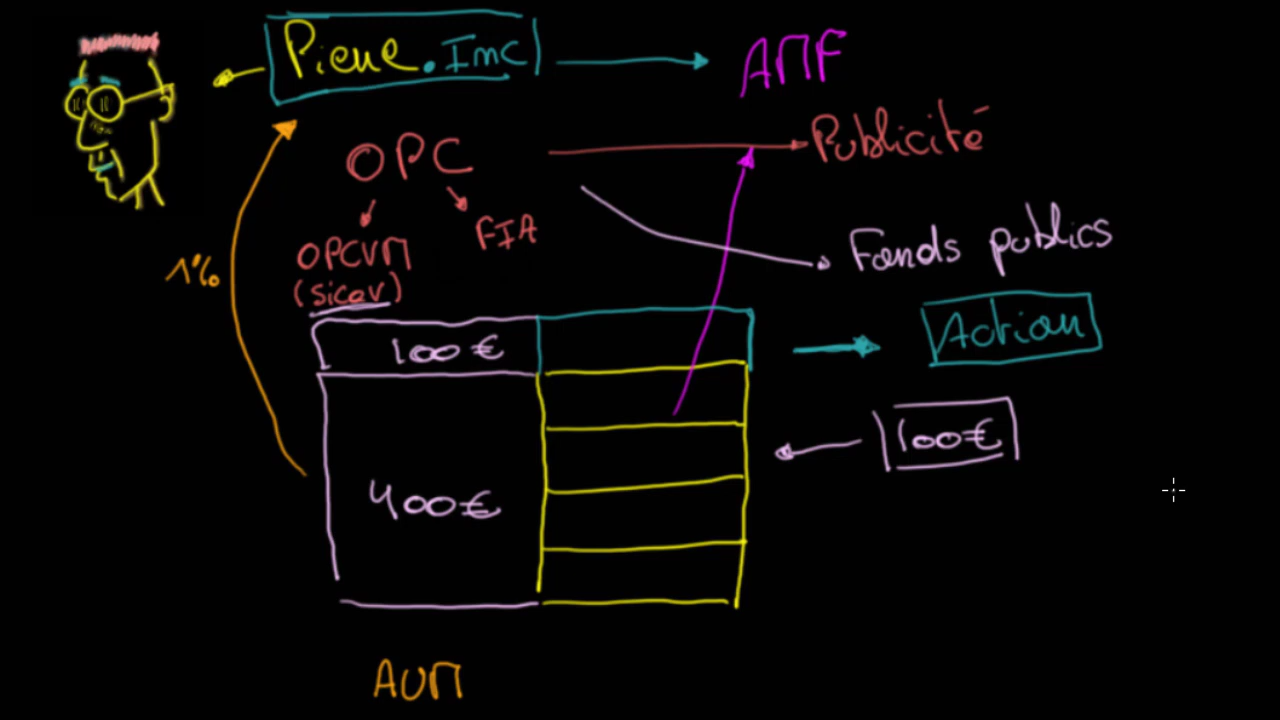 Pierre.Inc
AMF
OPC
Publicité
FIA
OPCVM
(sicav)
Fonds publics
1%
100€
Action
100€
400€
AUM